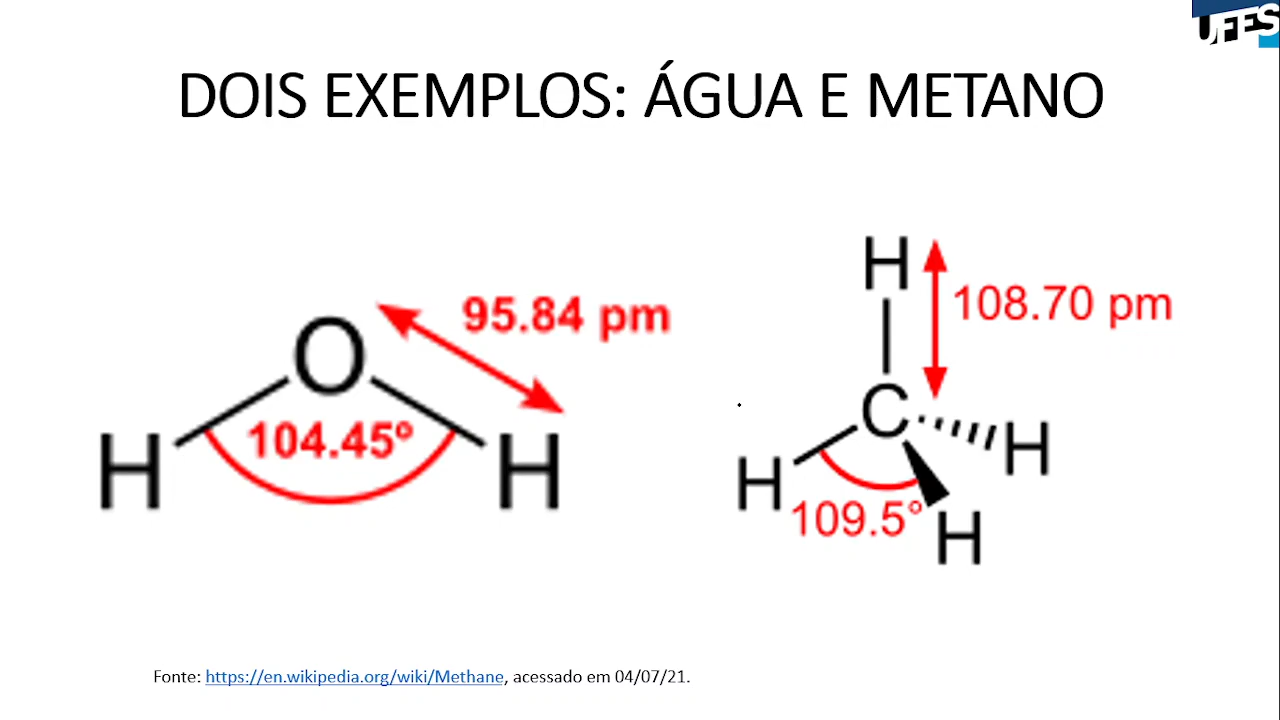 UFES
DOIS EXEMPLOS: ÁGUA E METANO
O
95.84 pm
104.45º
H
H
H
108.70 pm
C
H
H
109.5°
H
Fonte: https://en.wikipedia.org/wiki/Methane, acessado em 04/07/21.